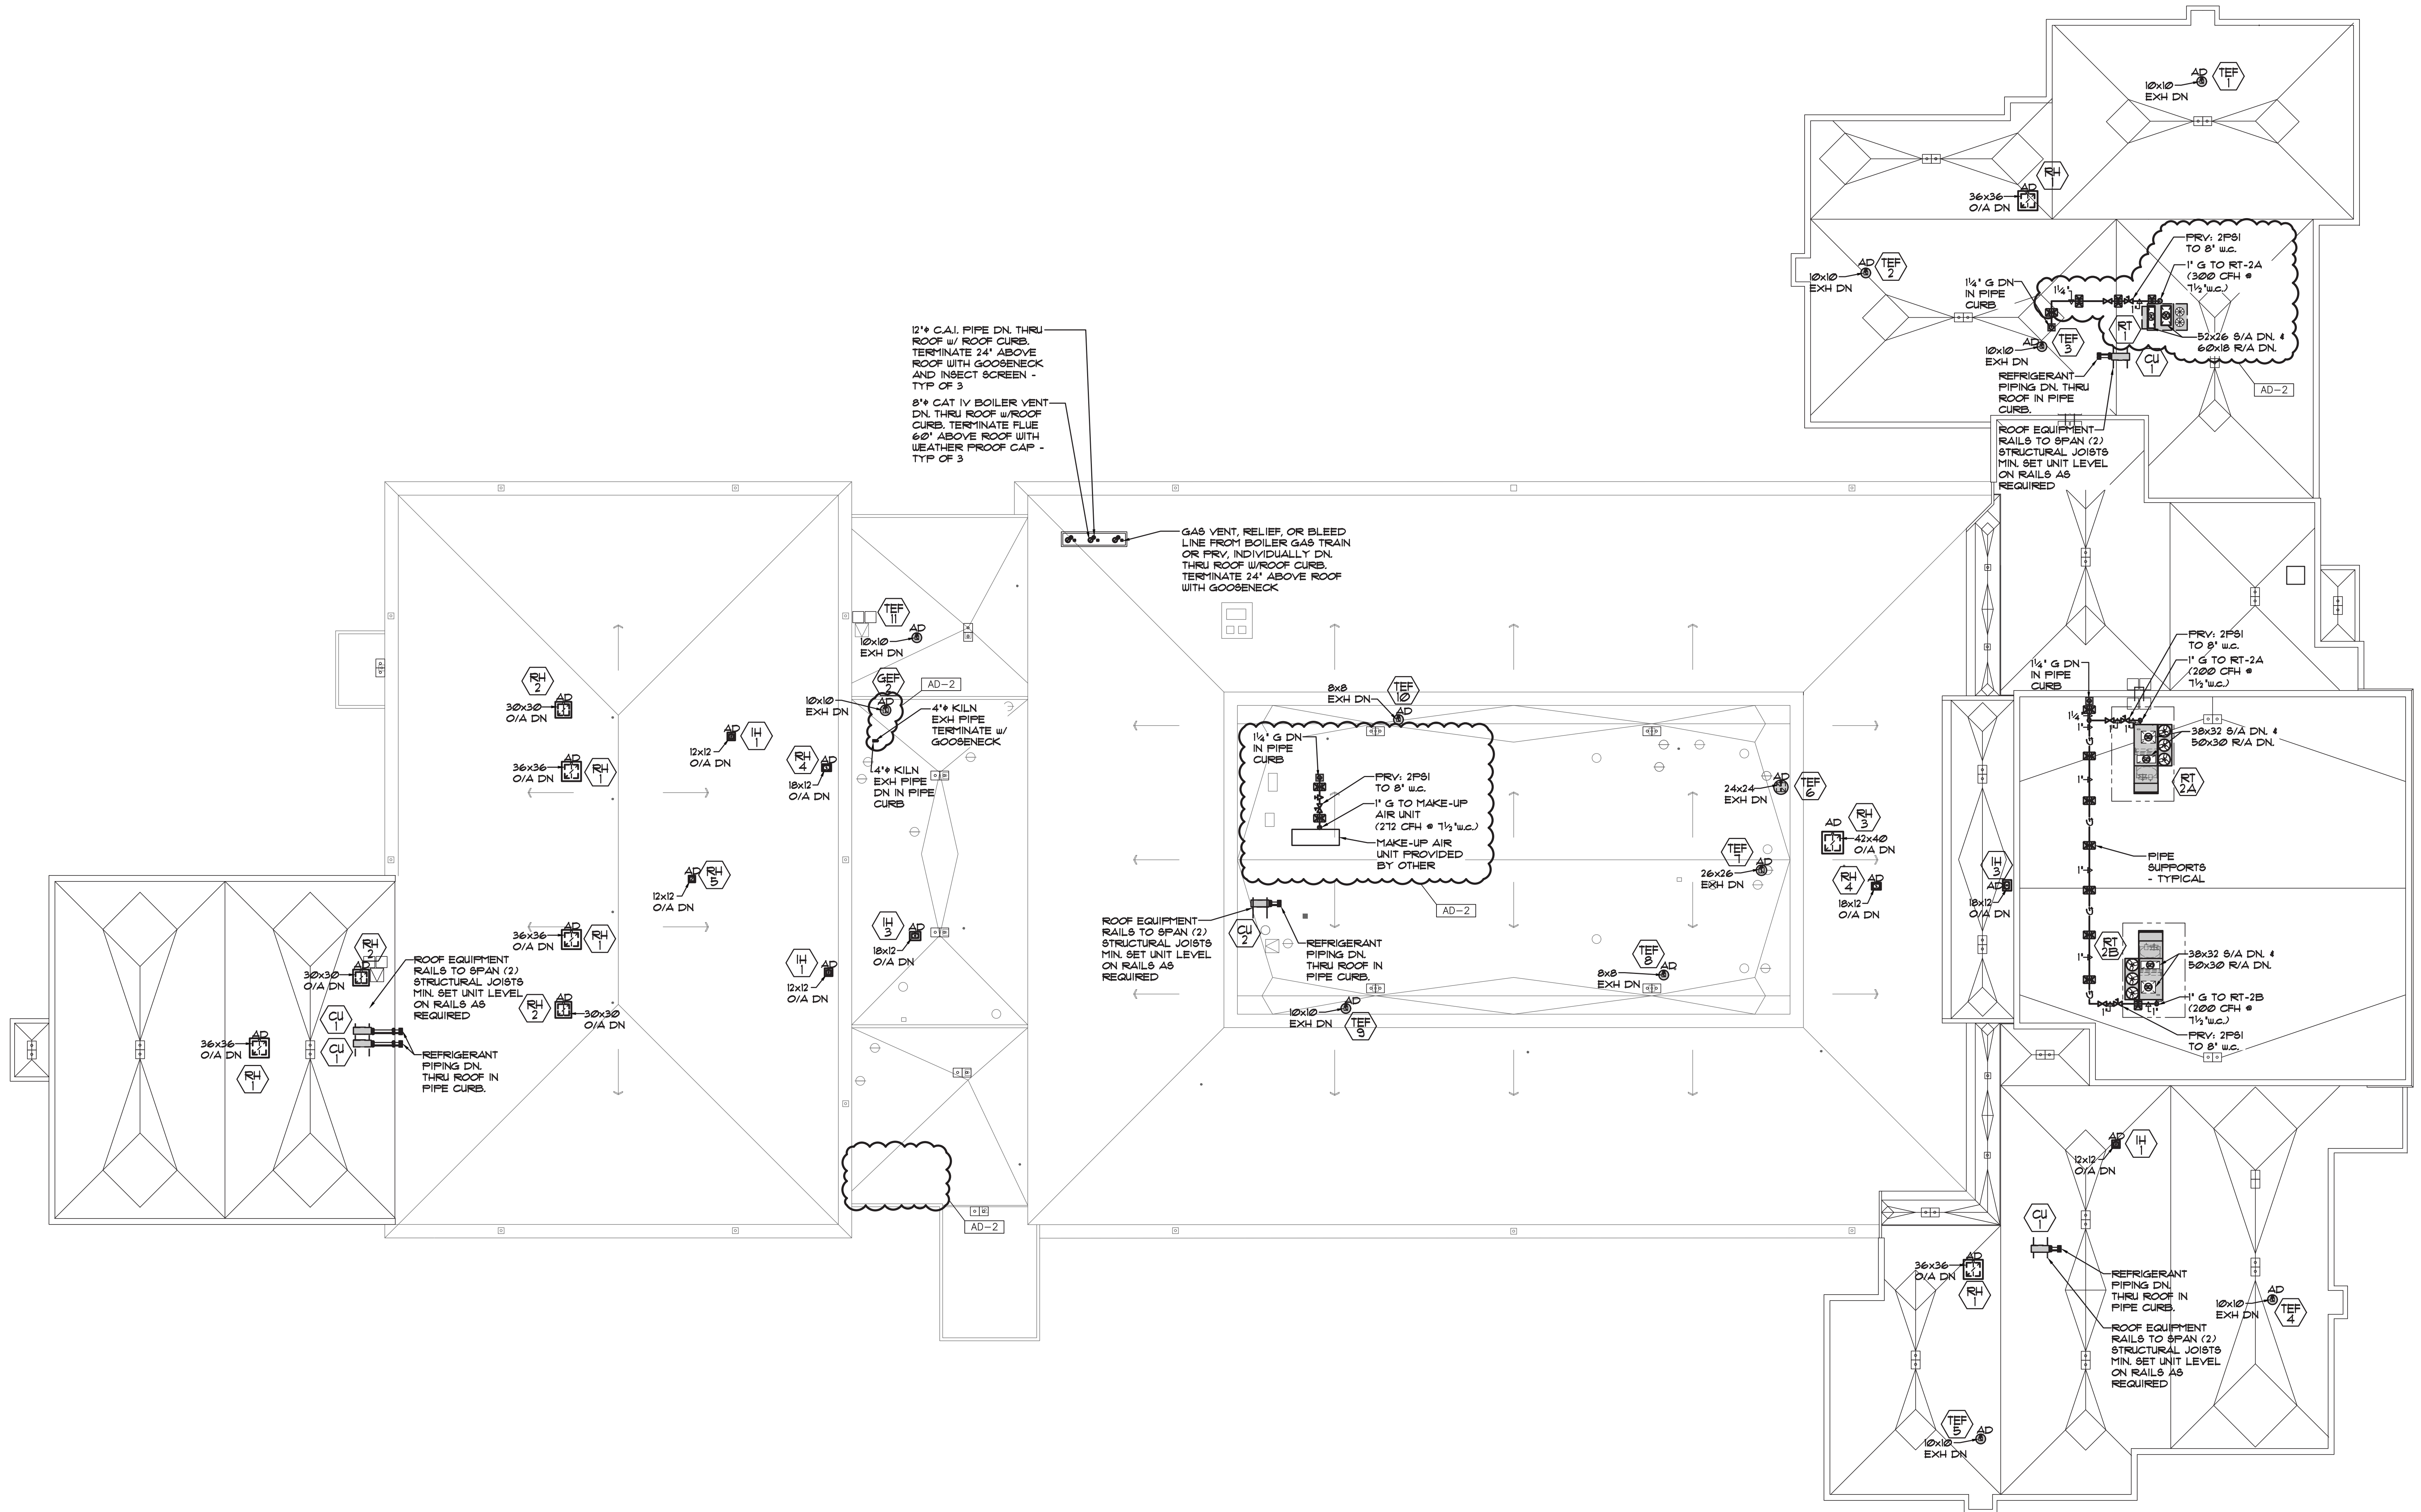 AD
TEF
1
10x10
EXH DN
RH
1
AD
36x36
O/A DN
AD
TEF
2
10x10
EXH DN
PRV: 2PSI
TO 8" w.c.
1" G TO RT-2A
(300 CFH @
7½"w.c.)
1¼" G DN
IN PIPE
CURB
1¼"
1"
RT
1
52x26 S/A DN. &
60x18 R/A DN.
AD
TEF
3
10x10
EXH DN
CU
1
AD-2
REFRIGERANT
PIPING DN. THRU
ROOF IN PIPE
CURB.
ROOF EQUIPMENT
RAILS TO SPAN (2)
STRUCTURAL JOISTS
MIN. SET UNIT LEVEL
ON RAILS AS
REQUIRED
12"ϕ C.A.I. PIPE DN. THRU
ROOF w/ ROOF CURB.
TERMINATE 24" ABOVE
ROOF WITH GOOSENECK
AND INSECT SCREEN -
TYP OF 3
8"ϕ CAT IV BOILER VENT
DN. THRU ROOF w/ROOF
CURB. TERMINATE FLUE
60" ABOVE ROOF WITH
WEATHER PROOF CAP -
TYP OF 3
GAS VENT, RELIEF, OR BLEED
LINE FROM BOILER GAS TRAIN
OR PRV, INDIVIDUALLY DN.
THRU ROOF W/ROOF CURB.
TERMINATE 24" ABOVE ROOF
WITH GOOSENECK
TEF
11
AD
10x10
EXH DN
GEF
2
AD-2
AD
10x10
EXH DN
4"ϕ KILN
EXH PIPE
TERMINATE w/
GOOSENECK
4"ϕ KILN
EXH PIPE
DN IN PIPE
CURB
RH
2
AD
30x30
O/A DN
AD
36x36
O/A DN
RH
1
AD
IH
1
12x12
O/A DN
RH
4
AD
18x12
O/A DN
AD
RH
5
12x12
O/A DN
AD
36x36
O/A DN
RH
1
IH
3
AD
18x12
O/A DN
IH
1
AD
12x12
O/A DN
RH
2
AD
30x30
O/A DN
RH
2
AD
30x30
O/A DN
ROOF EQUIPMENT
RAILS TO SPAN (2)
STRUCTURAL JOISTS
MIN. SET UNIT LEVEL
ON RAILS AS
REQUIRED
CU
1
CU
1
AD
36x36
O/A DN
RH
1
REFRIGERANT
PIPING DN.
THRU ROOF IN
PIPE CURB.
AD-2
8x8
EXH DN
TEF
10
AD
1¼" G DN
IN PIPE
CURB
PRV: 2PSI
TO 8" w.c.
1" G TO MAKE-UP
AIR UNIT
(272 CFH @ 7½"w.c.)
MAKE-UP AIR
UNIT PROVIDED
BY OTHER
AD-2
ROOF EQUIPMENT
RAILS TO SPAN (2)
STRUCTURAL JOISTS
MIN. SET UNIT LEVEL
ON RAILS AS
REQUIRED
CU
2
REFRIGERANT
PIPING DN.
THRU ROOF IN
PIPE CURB.
AD
10x10
EXH DN
TEF
9
TEF
8
AD
8x8
EXH DN
24x24
EXH DN
AD
TEF
6
TEF
7
AD
26x26
EXH DN
AD
RH
3
42x40
O/A DN
RH
4
AD
18x12
O/A DN
IH
3
AD
18x12
O/A DN
1¼" G DN
IN PIPE
CURB
PRV: 2PSI
TO 8" w.c.
1" G TO RT-2A
(200 CFH @
7½"w.c.)
1¼"
1"
1"
38x32 S/A DN. &
50x30 R/A DN.
RT
2A
1"
1"
PIPE
SUPPORTS
- TYPICAL
1"
1"
RT
2B
38x32 S/A DN. &
50x30 R/A DN.
1" G TO RT-2B
(200 CFH @
7½"w.c.)
1"
1"
PRV: 2PSI
TO 8" w.c.
AD
IH
1
12x12
O/A DN
CU
1
REFRIGERANT
PIPING DN.
THRU ROOF IN
PIPE CURB.
ROOF EQUIPMENT
RAILS TO SPAN (2)
STRUCTURAL JOISTS
MIN. SET UNIT LEVEL
ON RAILS AS
REQUIRED
AD
36x36
O/A DN
RH
1
AD
10x10
EXH DN
TEF
4
TEF
5
AD
10x10
EXH DN